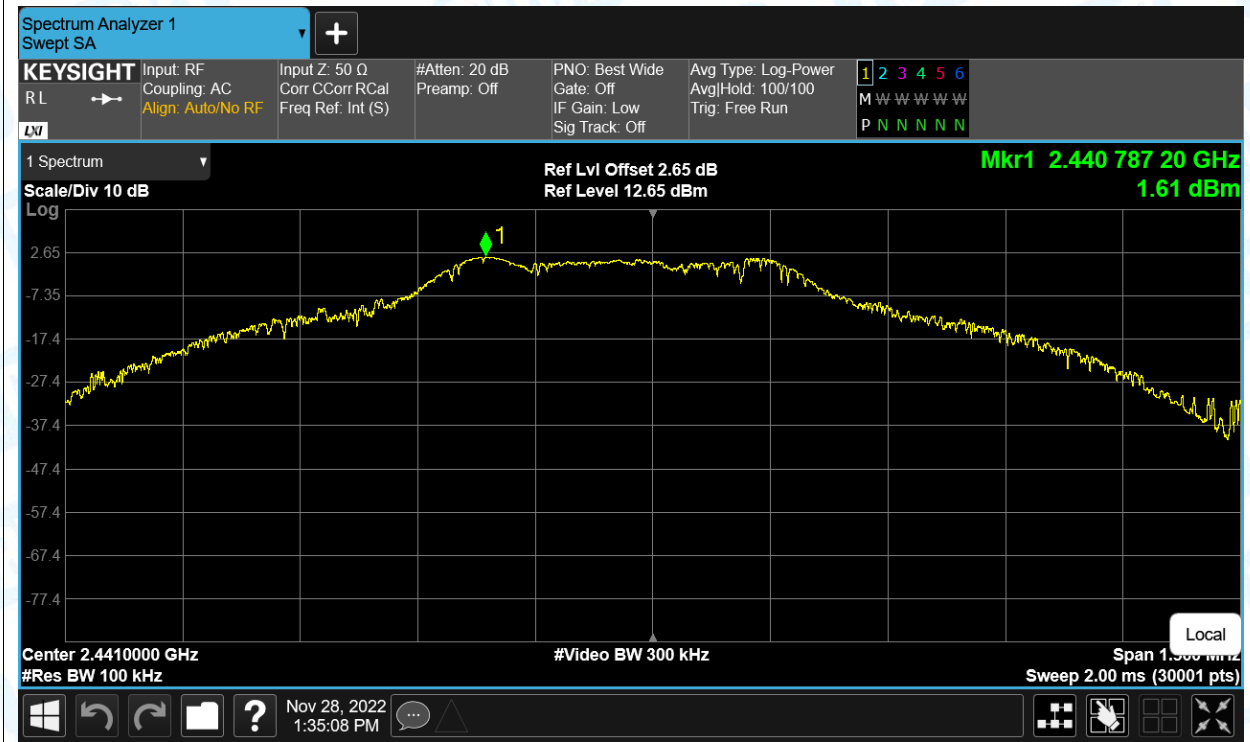 Spectrum Analyzer 1
Swept SA
KEYSIGHT
R L
LXI
Input: RF
Coupling: AC
Align: Auto/No RF
Input Z: 50 Ω
Corr CCorr RCal
Freq Ref: Int (S)
#Atten: 20 dB
Preamp: Off
PNO: Best Wide
Gate: Off
IF Gain: Low
Sig Track: Off
Avg Type: Log-Power
Avg|Hold: 100/100
Trig: Free Run
1 2 3 4 5 6
M W W W W W
P N N N N N
1 Spectrum
Scale/Div 10 dB
Log
Ref Lvl Offset 2.65 dB
Ref Level 12.65 dBm
Mkr1 2.440 787 20 GHz
1.61 dBm
1
2.65
-7.35
-17.4
-27.4
-37.4
-47.4
-57.4
-67.4
-77.4
Local
Center 2.4410000 GHz
#Video BW 300 kHz
Span
#Res BW 100 kHz
Sweep 2.00 ms (30001 pts)
?
Nov 28, 2022
1:35:08 PM